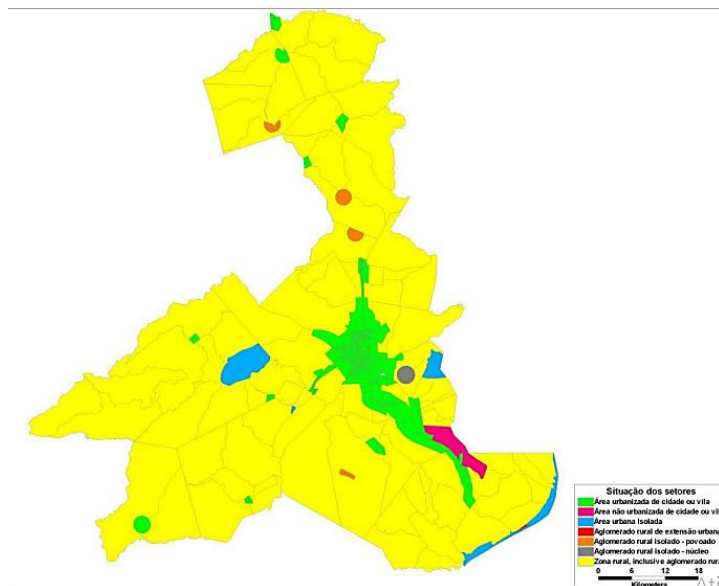 Situação dos setores
Área urbanizada de cidade ou vila
Área não urbanizada de cidade ou vil
Área urbana isolada
Aglomerado rural de extensão urbana
Aglomerado rural isolado - povoado
Aglomerado rural isolado - núcleo
Zona rural, inclusive aglomerado rur
0 6 12 18
Kilometers